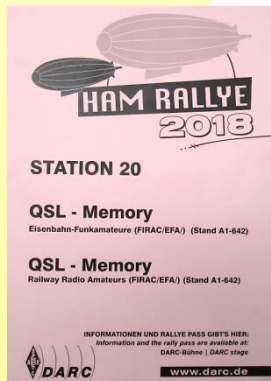 HAM RALLYE
2018
STATION 20
QSL - Memory
Eisenbahn-Funkamateure (FIRAC/EFA/) (Stand A1-642)
QSL - Memory
Railway Radio Amateurs (FIRAC/EFA/) (Stand A1-642)
INFORMATIONEN UND RALLYE PASS GIBT'S HIER:
Information and the rally pass are available at:
DARC-Bühne | DARC stage
DARC
www.darc.de